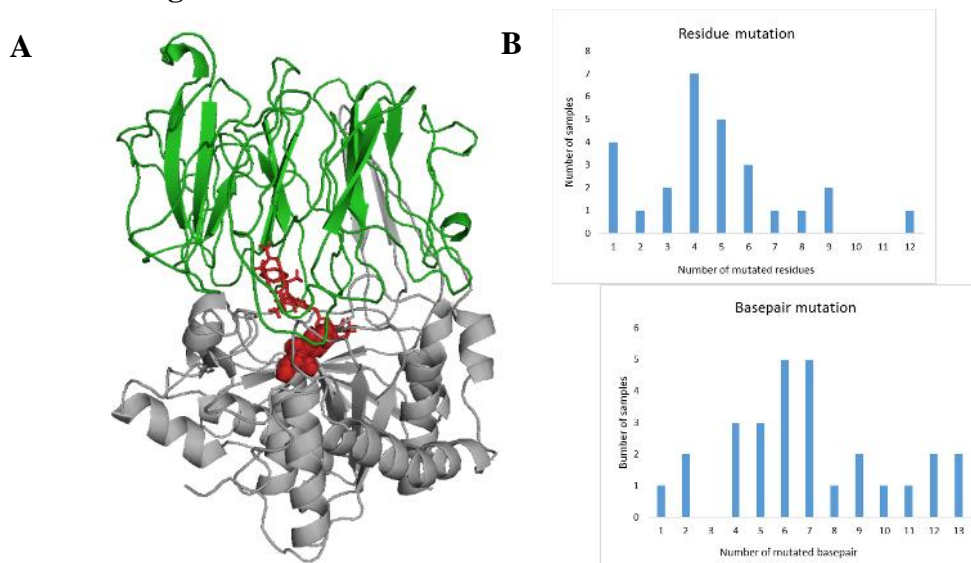 A
B
Residue mutation
8
7
6
5
4
3
2
1
0
Number of samples
1 2 3 4 5 6 7 8 9 10 11 12
Number of mutated residues
Basepair mutation
6
5
4
3
2
1
0
Bumber of samples
1 2 3 4 5 6 7 8 9 10 11 12 13
Number of mutated basepair